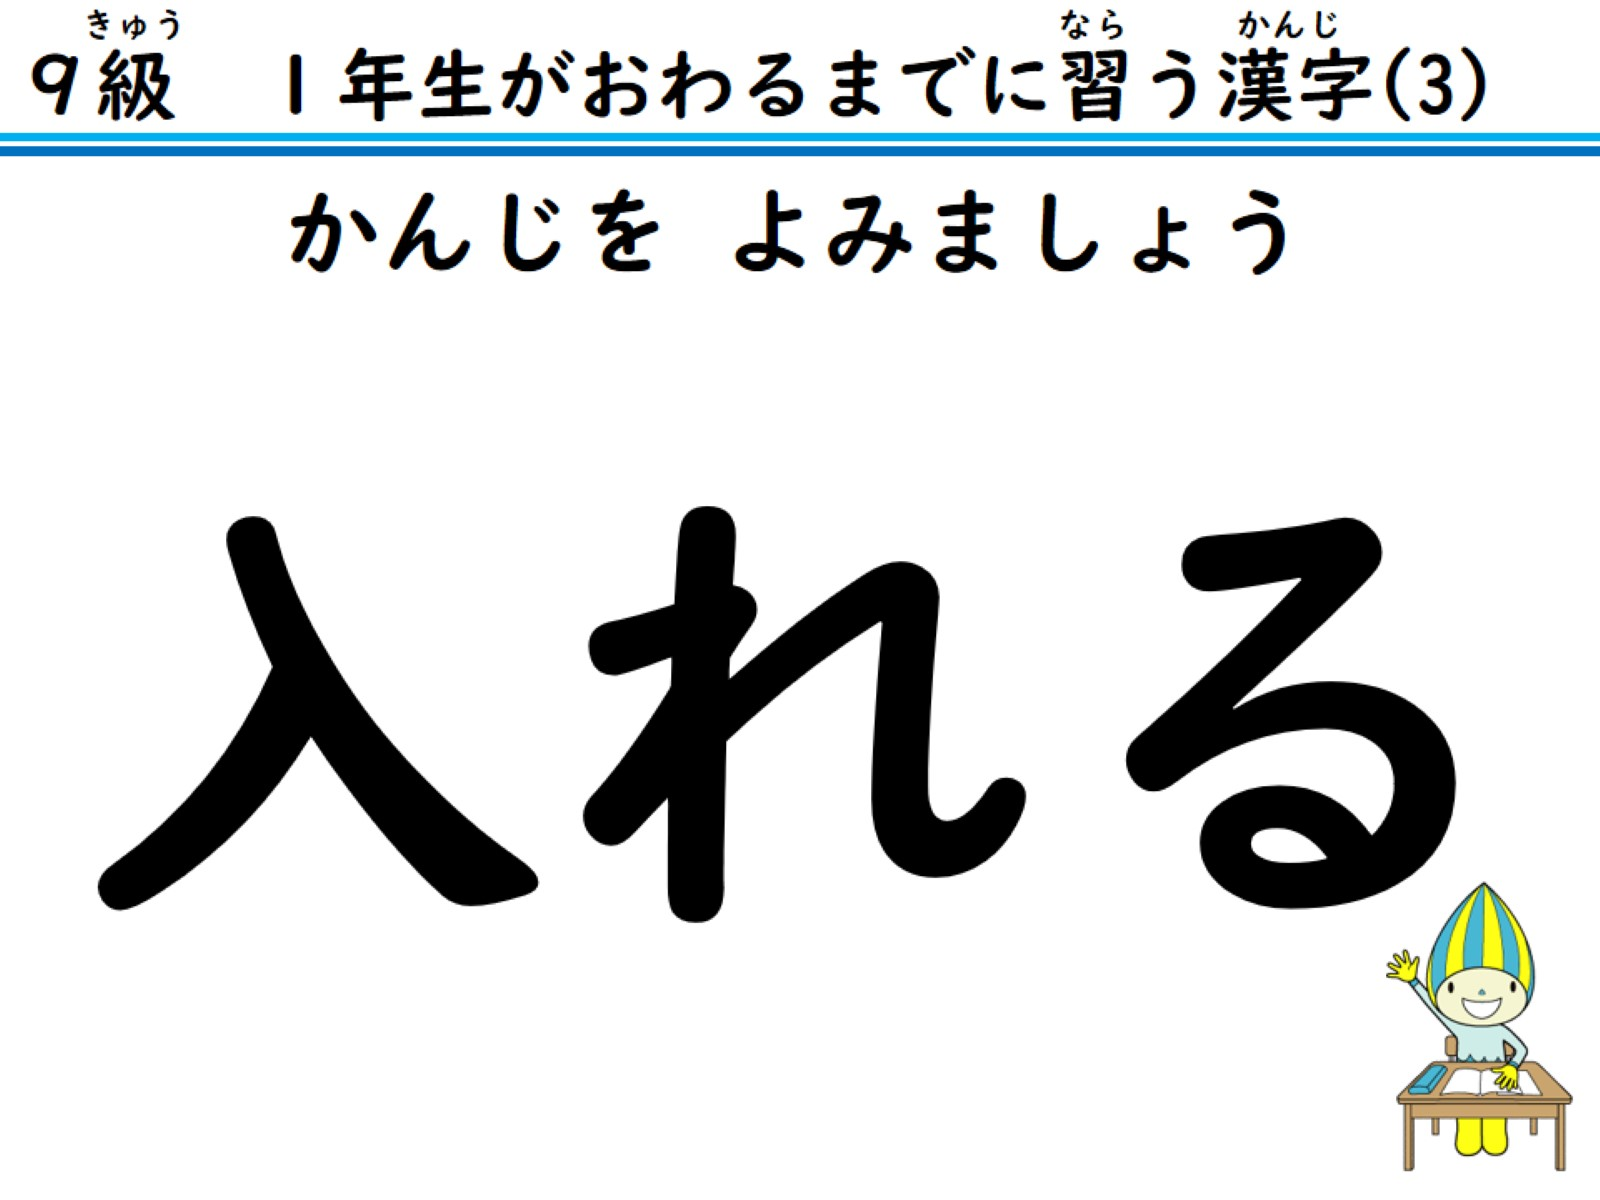 きゅう なら かんじ
9級 1年生がおわるまでに習う漢字(3)
かんじを よみましょう
入れる